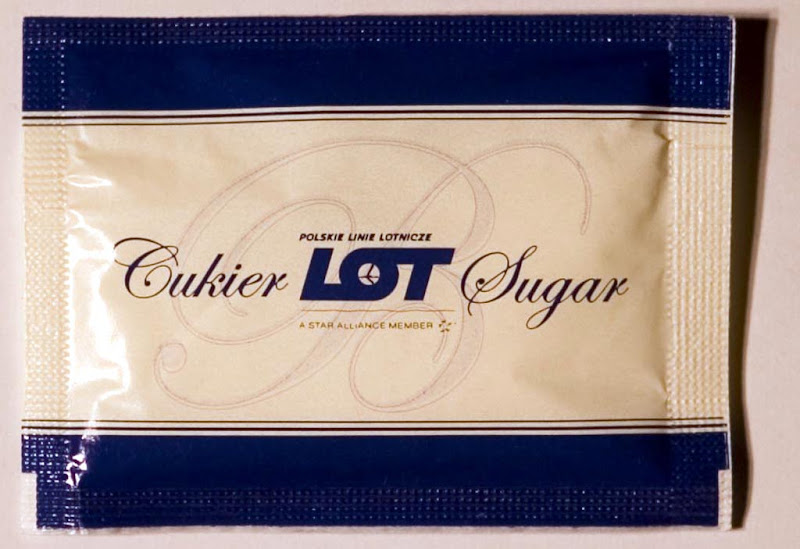 POLSKIE LINIE LOTNICZE
Cukier LOT Sugar
A STAR ALLIANCE MEMBER